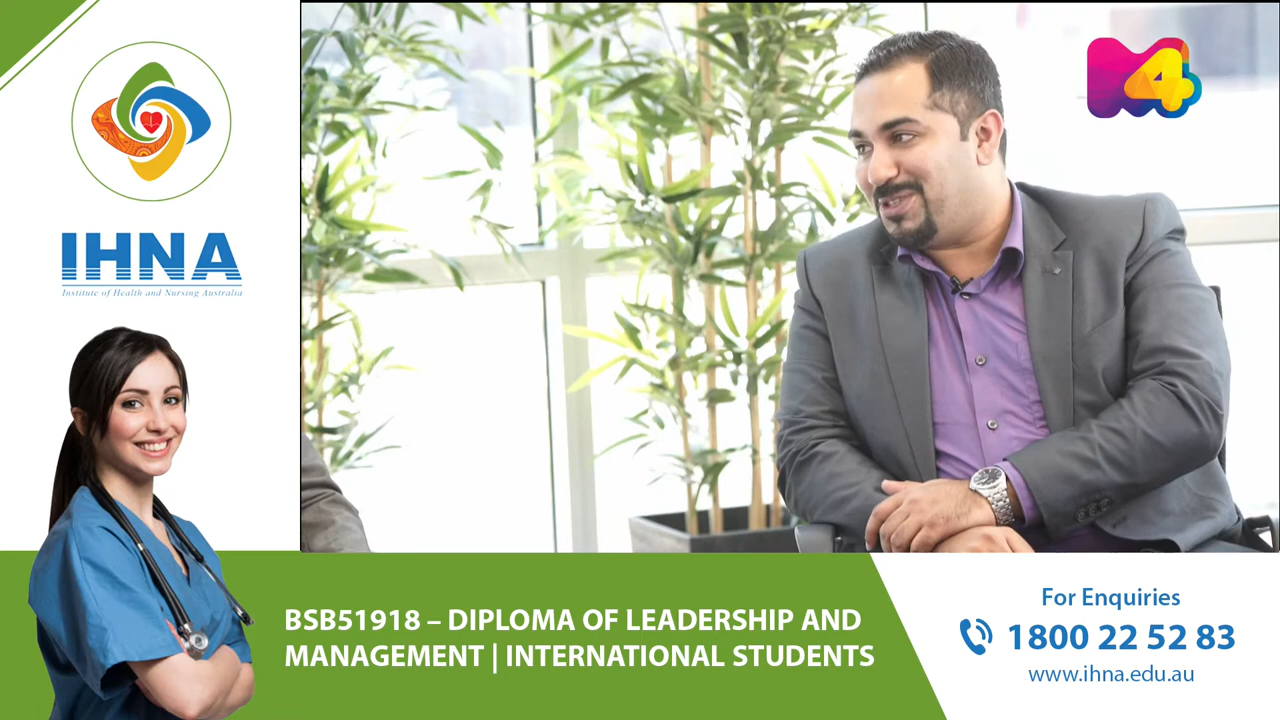 M4
IHNA
Institute of Health and Nursing Australia
BSB51918 – DIPLOMA OF LEADERSHIP AND
MANAGEMENT | INTERNATIONAL STUDENTS
For Enquiries
1800 22 52 83
www.ihna.edu.au